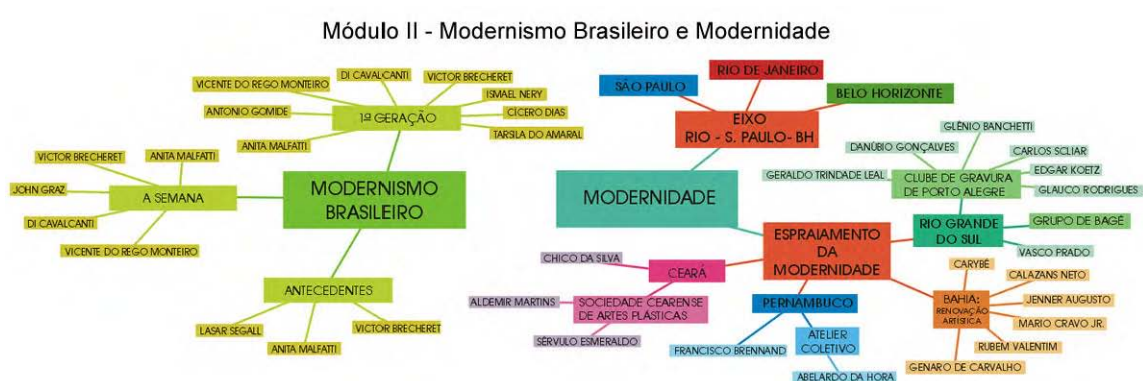 Módulo II - Modernismo Brasileiro e Modernidade
DI CAVALCANTI
VICTOR BRECHERET
VICENTE DO REGO MONTEIRO
ISMAEL NERY
ANTONIO GOMIDE
1ª GERAÇÃO
CÍCERO DIAS
TARSILA DO AMARAL
ANITA MALFATTI
VICTOR BRECHERET
ANITA MALFATTI
JOHN GRAZ
A SEMANA
DI CAVALCANTI
VICENTE DO REGO MONTEIRO
MODERNISMO
BRASILEIRO
ANTECEDENTES
LASAR SEGALL
VICTOR BRECHERET
ANITA MALFATTI
SÃO PAULO
RIO DE JANEIRO
BELO HORIZONTE
EIXO
RIO - S. PAULO- BH
MODERNIDADE
GLÊNIO BANCHETTI
DANÚBIO GONÇALVES
CARLOS SCLIAR
GERALDO TRINDADE LEAL
CLUBE DE GRAVURA
DE PORTO ALEGRE
EDGAR KOETZ
GLAUCO RODRIGUES
RIO GRANDE
DO SUL
GRUPO DE BAGÉ
VASCO PRADO
ESPRAIAMENTO
DA
MODERNIDADE
CHICO DA SILVA
CEARÁ
ALDEMIR MARTINS
SOCIEDADE CEARENSE
DE ARTES PLÁSTICAS
SÉRVULO ESMERALDO
PERNAMBUCO
FRANCISCO BRENNAND
ATELIER
COLETIVO
ABELARDO DA HORA
CARYBÉ
CALAZANS NETO
BAHIA:
RENOVAÇÃO
ARTÍSTICA
JENNER AUGUSTO
MARIO CRAVO JR.
RUBEM VALENTIM
GENARO DE CARVALHO